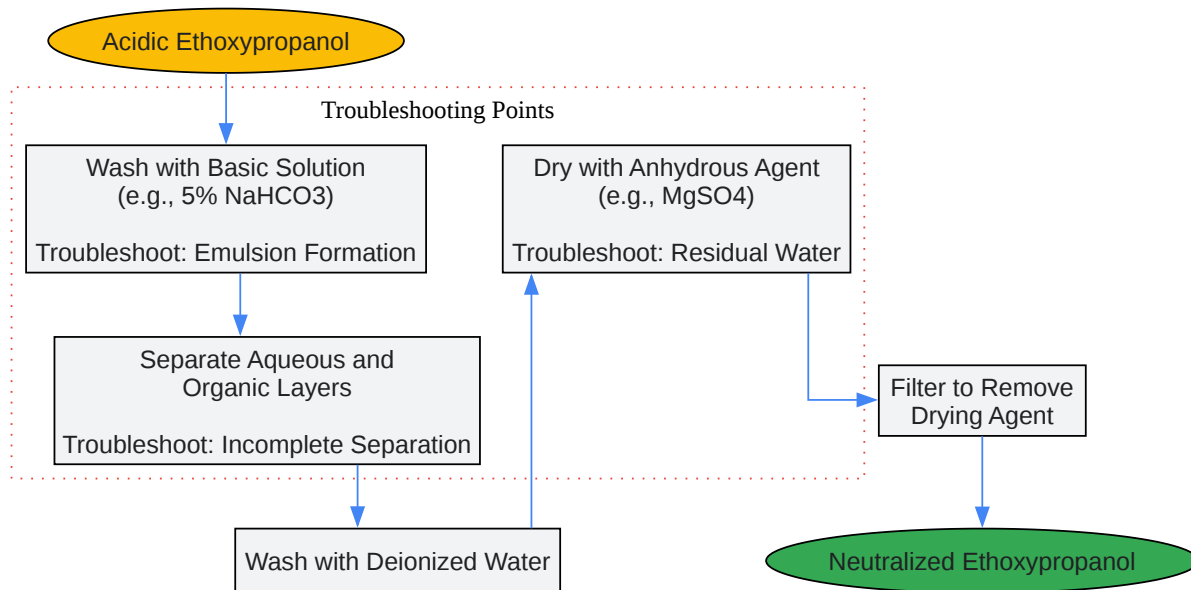 Acidic Ethoxypropanol
Troubleshooting Points
Wash with Basic Solution
(e.g., 5% NaHCO3)
Troubleshoot: Emulsion Formation
Separate Aqueous and
Organic Layers
Troubleshoot: Incomplete Separation
Wash with Deionized Water
Dry with Anhydrous Agent
(e.g., MgSO4)
Troubleshoot: Residual Water
Filter to Remove
Drying Agent
Neutralized Ethoxypropanol